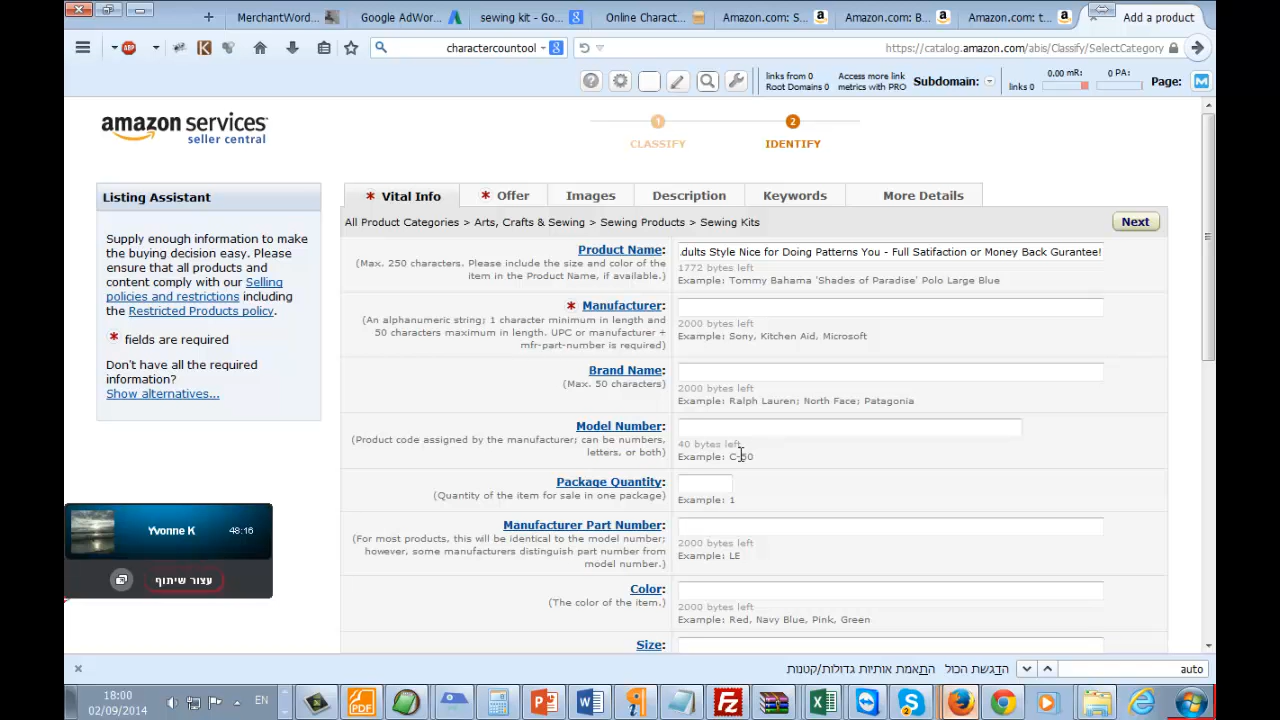 MerchantWord...
Google AdWor...
sewing kit - Go...
Online Charact...
Amazon.com: S...
Amazon.com: B...
Amazon.com: t...
Add a product
ABP
K
charactercountool
8
https://catalog.amazon.com/abis/Classify/SelectCategory
links from 0
Root Domains 0
Access more link
metrics with PRO
Subdomain:
links 0
0.00 mR:
0 PA:
Page:
amazon services
seller central
1
2
CLASSIFY
IDENTIFY
Listing Assistant
Supply enough information to make
the buying decision easy. Please
ensure that all products and
content comply with our Selling
policies and restrictions including
the Restricted Products policy.
* fields are required
Don't have all the required
information?
Show alternatives...
* Vital Info
* Offer
Images
Description
Keywords
More Details
All Product Categories > Arts, Crafts & Sewing > Sewing Products > Sewing Kits
Next
Product Name:
(Max. 250 characters. Please include the size and color of the
item in the Product Name, if available.)
dults Style Nice for Doing Patterns You - Full Satifaction or Money Back Gurantee!
1772 bytes left
Example: Tommy Bahama 'Shades of Paradise' Polo Large Blue
* Manufacturer:
(An alphanumeric string; 1 character minimum in length and
50 characters maximum in length. UPC or manufacturer +
mfr-part-number is required)
2000 bytes left
Example: Sony, Kitchen Aid, Microsoft
Brand Name:
(Max. 50 characters)
2000 bytes left
Example: Ralph Lauren; North Face; Patagonia
Model Number:
(Product code assigned by the manufacturer; can be numbers,
letters, or both)
40 bytes left
Example: C-50
Package Quantity:
(Quantity of the item for sale in one package)
Example: 1
Manufacturer Part Number:
(For most products, this will be identical to the model number;
however, some manufacturers distinguish part number from
model number.)
2000 bytes left
Example: LE
Color:
(The color of the item.)
2000 bytes left
Example: Red, Navy Blue, Pink, Green
Size:
Yvonne K
48:16
עצור שיתוף
הדגשת הכול
התאמת אותיות גדולות/קטנות
auto
18:00
02/09/2014
EN